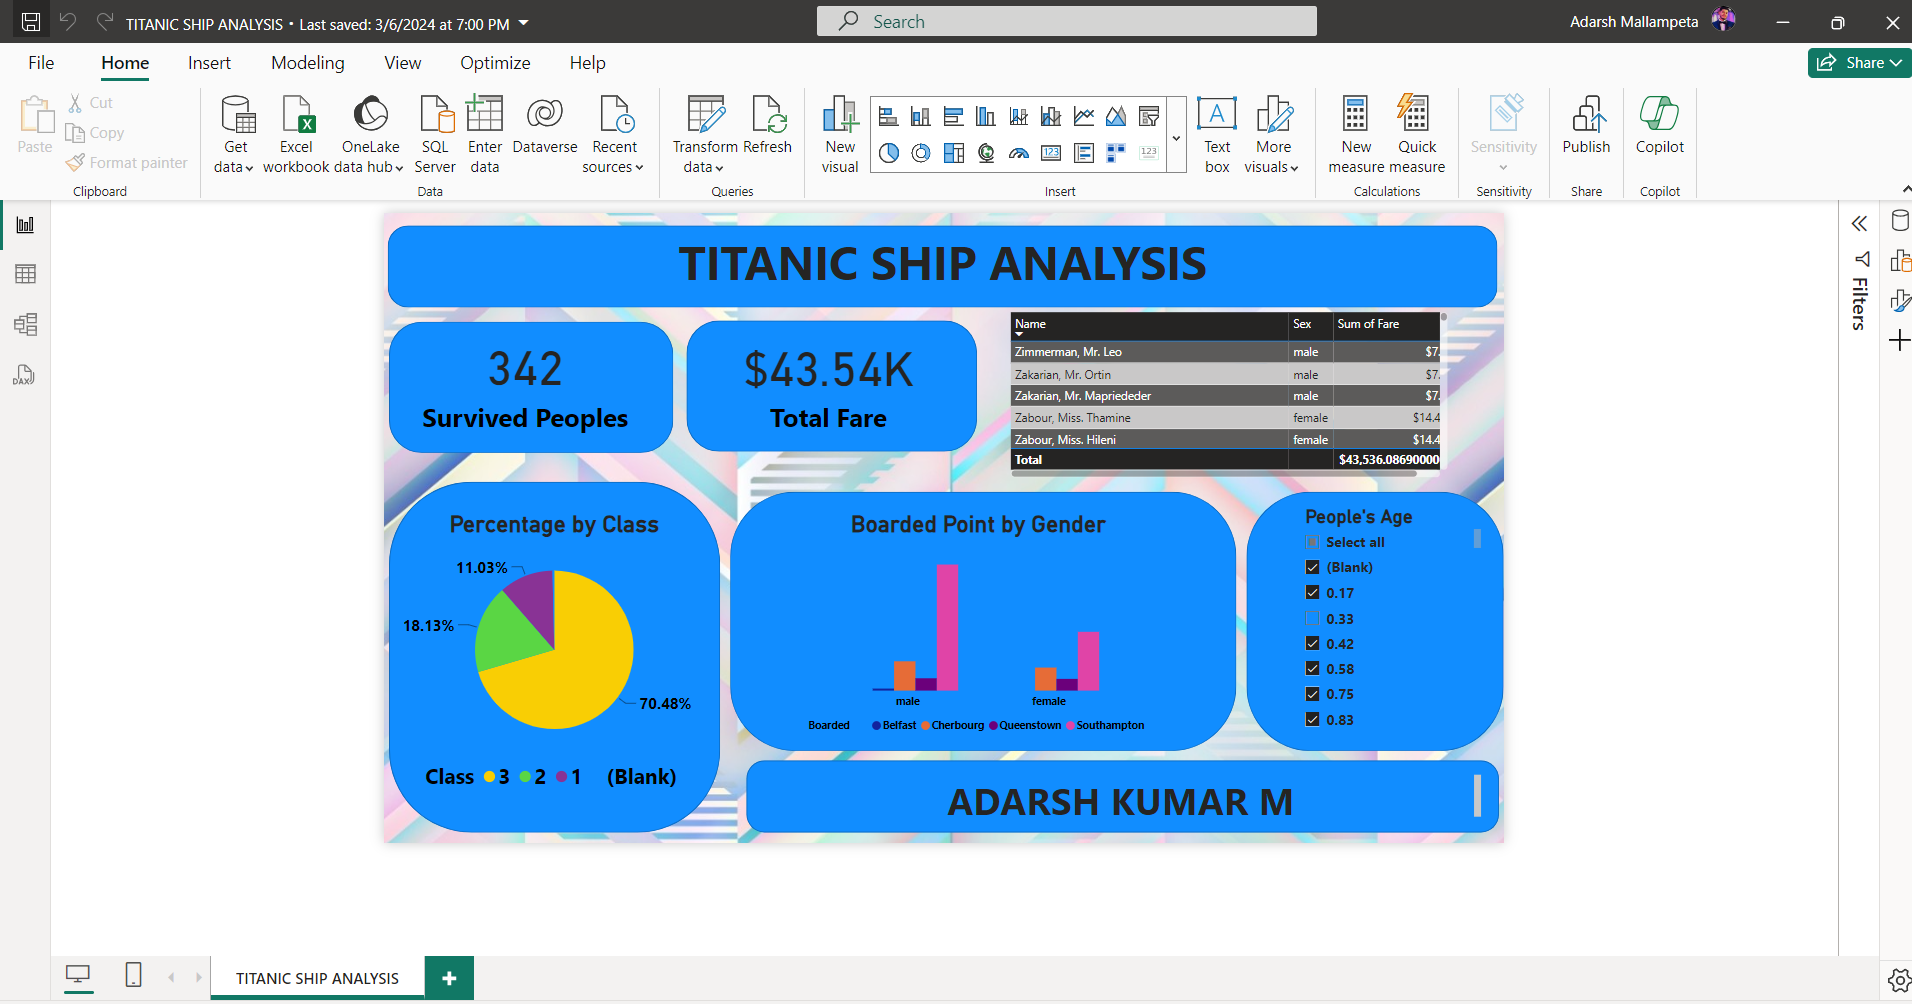 TITANIC SHIP ANALYSIS • Last saved: 3/6/2024 at 7:00 PM
Search
Adarsh Mallampeta
File Home Insert Modeling View Optimize Help
Share
Paste
Cut
Copy
Format painter
Clipboard
Get data
Excel workbook
OneLake data hub
SQL Server
Enter data
Dataverse
Recent sources
Data
Transform data
Refresh
Queries
New visual
123
123
A
Text box
More visuals
Insert
New measure
Quick measure
Calculations
Sensitivity
Sensitivity
Publish
Share
Copilot
Copilot
DAX
Filters
TITANIC SHIP ANALYSIS
342
Survived Peoples
$43.54K
Total Fare
Name Sex Sum of Fare
Zimmerman, Mr. Leo male $7.
Zakarian, Mr. Ortin male $7.
Zakarian, Mr. Mapriededer male $7.
Zabour, Miss. Thamine female $14.4
Zabour, Miss. Hileni female $14.4
Total $43,536.08690000
Percentage by Class
11.03%
18.13%
70.48%
Class 3 2 1 (Blank)
Boarded Point by Gender
male female
Boarded Belfast Cherbourg Queenstown Southampton
People's Age
Select all
(Blank)
0.17
0.33
0.42
0.58
0.75
0.83
ADARSH KUMAR M
TITANIC SHIP ANALYSIS